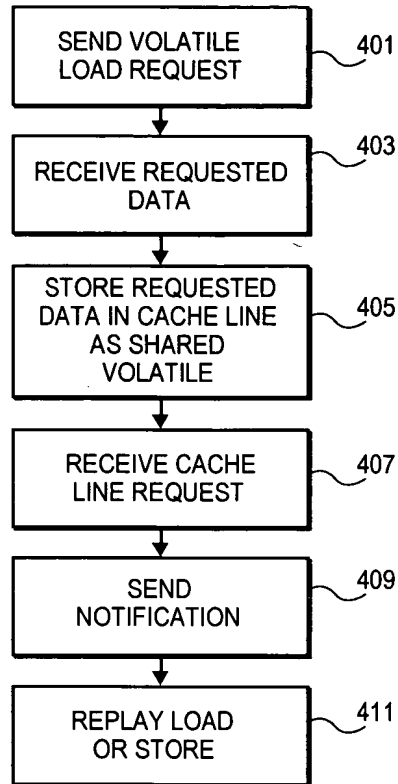 SEND VOLATILE
LOAD REQUEST
401
RECEIVE REQUESTED
DATA
403
STORE REQUESTED
DATA IN CACHE LINE
AS SHARED
VOLATILE
405
RECEIVE CACHE
LINE REQUEST
407
SEND
NOTIFICATION
409
REPLAY LOAD
OR STORE
411